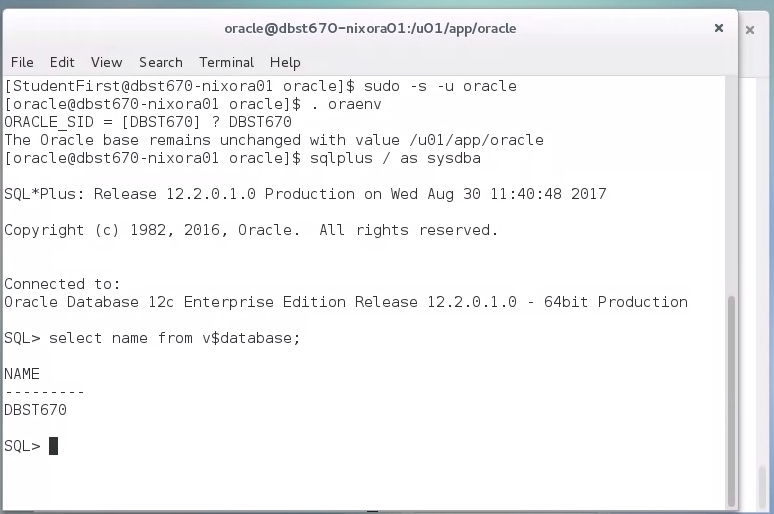 oracle@dbst670-nixora01:/u01/app/oracle
File Edit View Search Terminal Help
[StudentFirst@dbst670-nixora01 oracle]$ sudo -s -u oracle
[oracle@dbst670-nixora01 oracle]$ . oraenv
ORACLE_SID = [DBST670] ? DBST670
The Oracle base remains unchanged with value /u01/app/oracle
[oracle@dbst670-nixora01 oracle]$ sqlplus / as sysdba
SQL*Plus: Release 12.2.0.1.0 Production on Wed Aug 30 11:40:48 2017
Copyright (c) 1982, 2016, Oracle.  All rights reserved.
Connected to:
Oracle Database 12c Enterprise Edition Release 12.2.0.1.0 - 64bit Production
SQL> select name from v$database;
NAME
---------
DBST670
SQL>